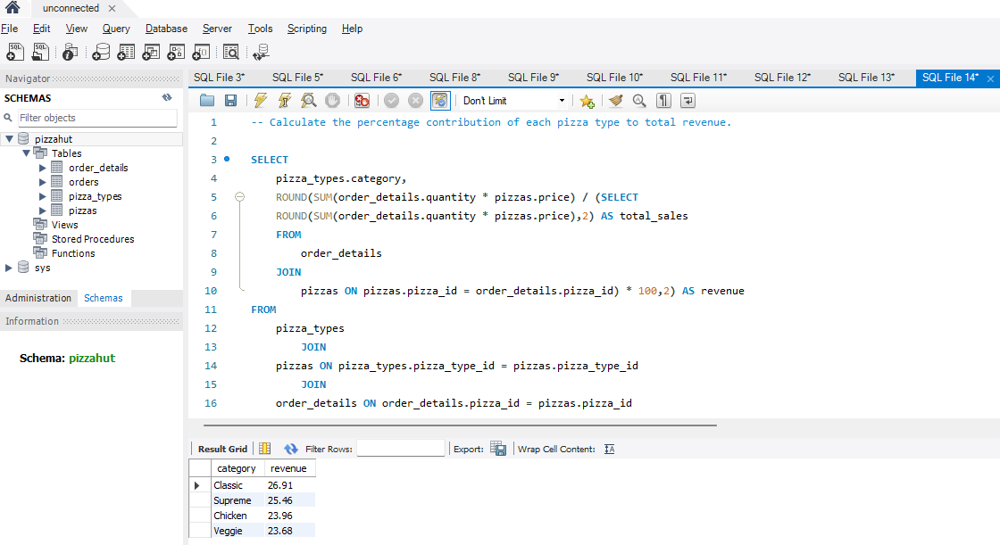 unconnected
File Edit View Query Database Server Tools Scripting Help
Navigator
SCHEMAS
Filter objects
pizzahut
Tables
order_details
orders
pizza_types
pizzas
Views
Stored Procedures
Functions
sys
Administration Schemas
Information
Schema: pizzahut
SQL File 3* SQL File 5* SQL File 6* SQL File 8* SQL File 9* SQL File 10* SQL File 11* SQL File 12* SQL File 13* SQL File 14*
Don't Limit
1 -- Calculate the percentage contribution of each pizza type to total revenue.
2
3 SELECT
4 pizza_types.category,
5 ROUND(SUM(order_details.quantity * pizzas.price) / (SELECT
6 ROUND(SUM(order_details.quantity * pizzas.price),2) AS total_sales
7 FROM
8 order_details
9 JOIN
10 pizzas ON pizzas.pizza_id = order_details.pizza_id) * 100,2) AS revenue
11 FROM
12 pizza_types
13 JOIN
14 pizzas ON pizza_types.pizza_type_id = pizzas.pizza_type_id
15 JOIN
16 order_details ON order_details.pizza_id = pizzas.pizza_id
Result Grid Filter Rows: Export: Wrap Cell Content:
category revenue
Classic 26.91
Supreme 25.46
Chicken 23.96
Veggie 23.68